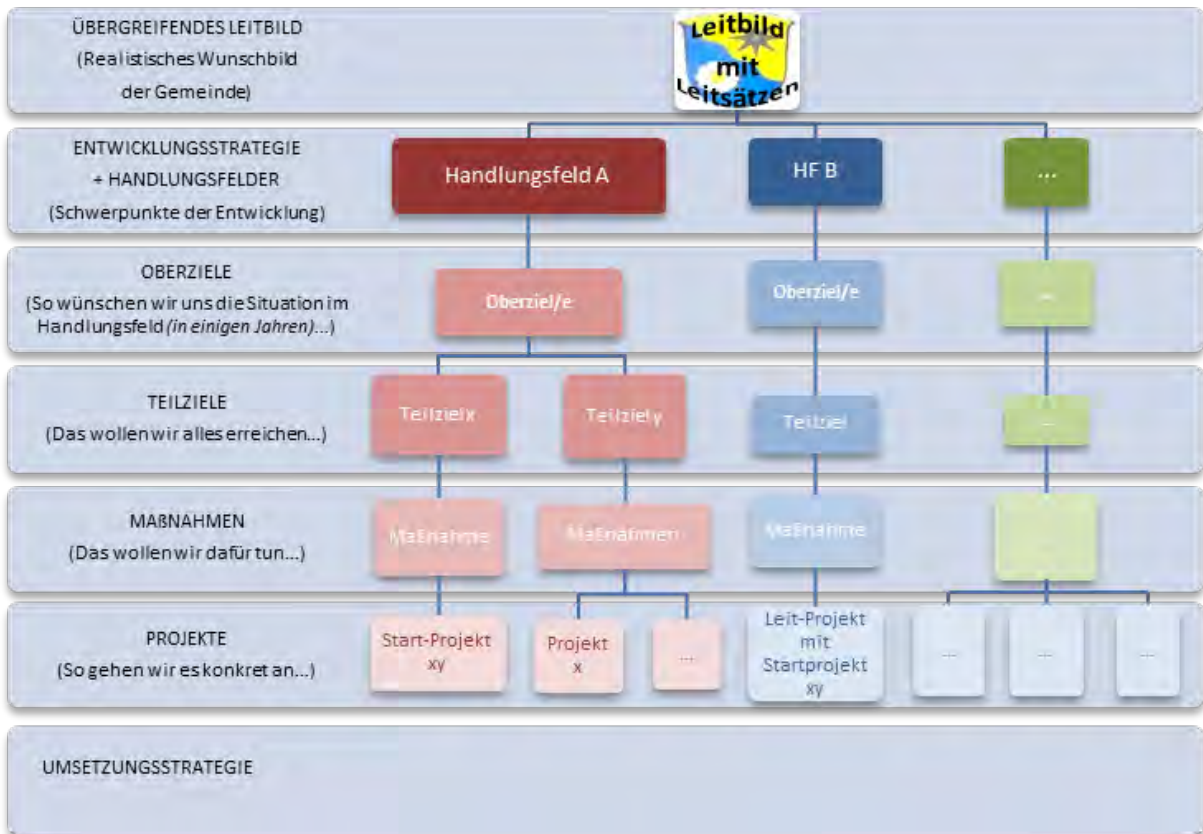 ÜBERGREIFENDES LEITBILD
(Realistisches Wunschbild
der Gemeinde)
Leitbild
mit
Leitsätzen
ENTWICKLUNGSSTRATEGIE
+ HANDLUNGSFELDER
(Schwerpunkte der Entwicklung)
Handlungsfeld A
HF B
...
OBERZIELE
(So wünschen wir uns die Situation im
Handlungsfeld (in einigen Jahren)...)
Oberziel/e
Oberziel/e
...
TEILZIELE
(Das wollen wir alles erreichen...)
Teilziel x
Teilziel y
Teilziel
...
MAßNAHMEN
(Das wollen wir dafür tun...)
Maßnahme
Maßnahmen
Maßnahme
...
PROJEKTE
(So gehen wir es konkret an...)
Start-Projekt
xy
Projekt
x
...
Leit-Projekt
mit
Startprojekt
xy
...
...
...
UMSETZUNGSSTRATEGIE